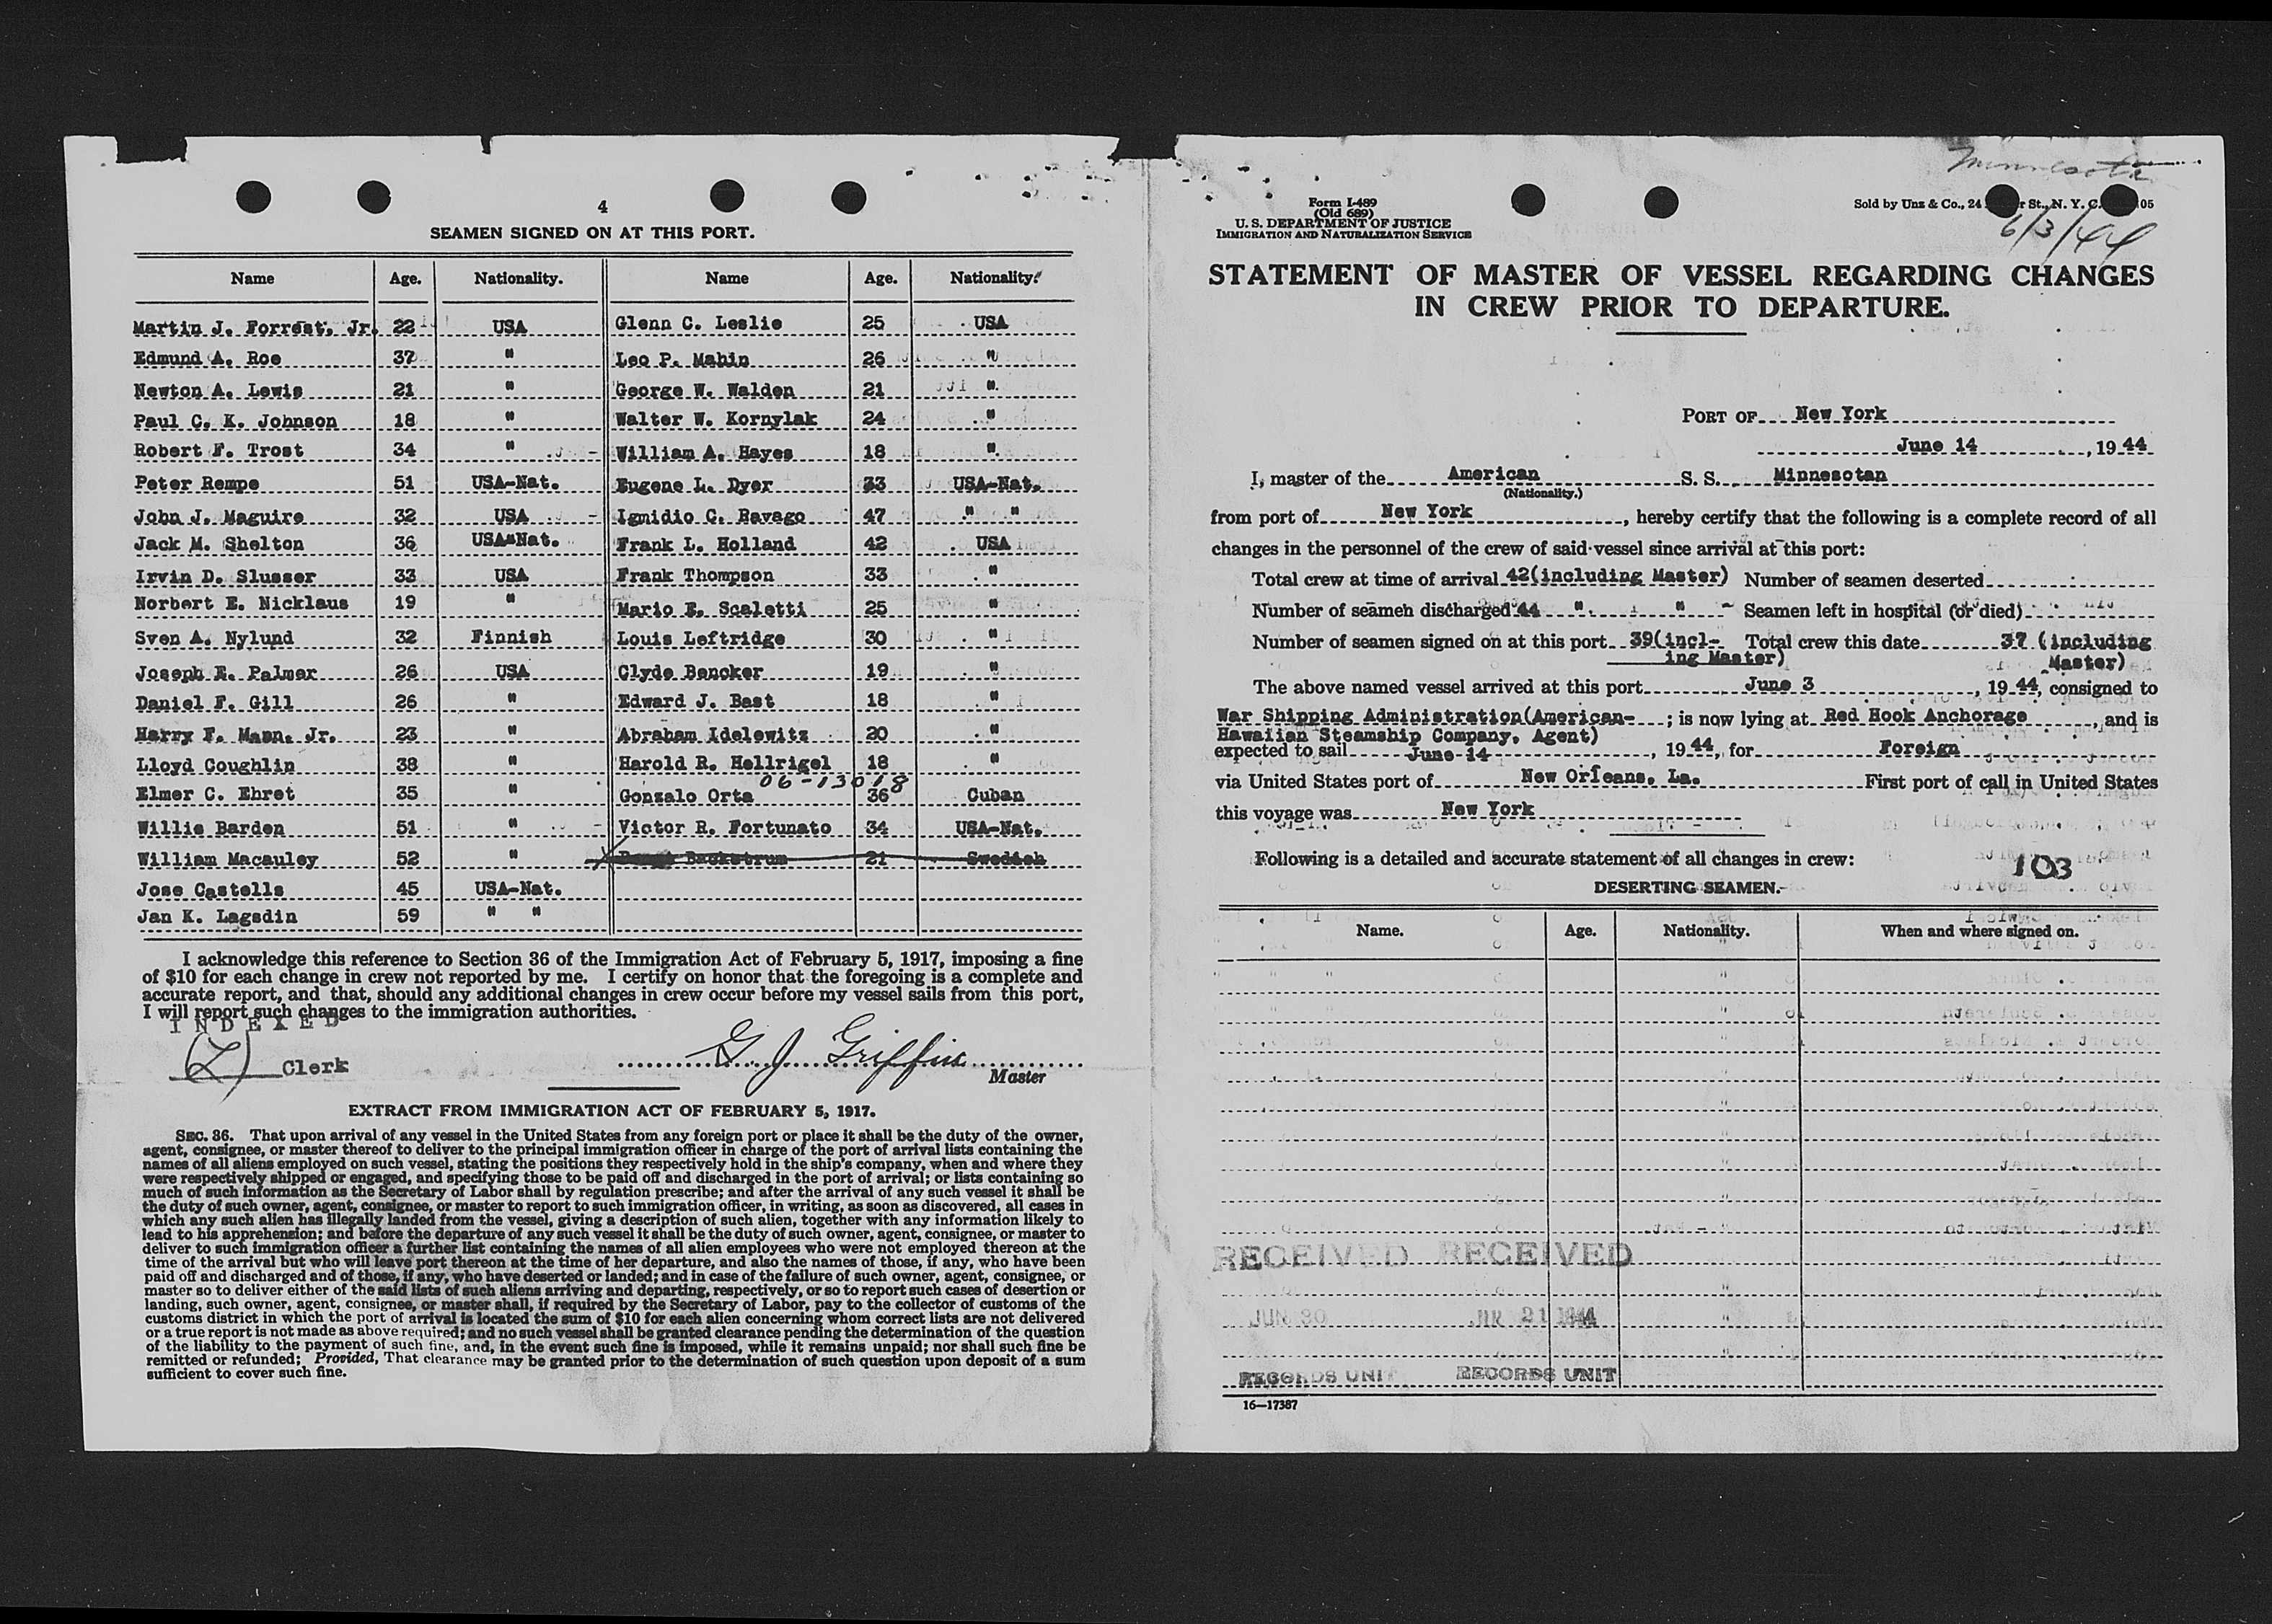 4
SEAMEN SIGNED ON AT THIS PORT.
Name Age. Nationality. Name Age. Nationality.
Martin J. Forrest, Jr. 22 USA Glenn C. Leslie 25 USA
Edmund A. Roe 37 " Leo P. Mahin 26 "
Newton A. Lewis 21 " George W. Walden 21 "
Paul C. K. Johnson 18 " Walter W. Kornylak 24 "
Robert F. Trost 34 " William A. Hayes 18 "
Peter Rempe 51 USA-Nat. Eugene L. Dyer 33 USA-Nat.
John J. Maguire 32 USA Ignidio C. Ravago 47 " "
Jack M. Shelton 36 USA-Nat. Frank L. Holland 42 USA
Irvin D. Slusser 33 USA Frank Thompson 33 "
Norbert E. Nicklaus 19 " Mario E. Scaletti 25 "
Sven A. Nylund 32 Finnish Louis Leftridge 30 "
Joseph E. Palmer 26 USA Clyde Bencker 19 "
Daniel F. Gill 26 " Edward J. Bast 18 "
Harry F. Mann, Jr. 23 " Abraham Idelewitz 20 "
Lloyd Coughlin 38 " Harold R. Hellrigel 18 "
06-13018
Elmer C. Ehret 35 " Gonzalo Orta 36 Cuban
Willie Barden 51 " Victor R. Fortunato 34 USA-Nat.
William Macauley 52 " Backstrum 21 Swedish
Jose Castells 45 USA-Nat.
Jan K. Lagsdin 59 " "
I acknowledge this reference to Section 36 of the Immigration Act of February 5, 1917, imposing a fine
of $10 for each change in crew not reported by me. I certify on honor that the foregoing is a complete and
accurate report, and that, should any additional changes in crew occur before my vessel sails from this port,
I will report such changes to the immigration authorities.
INDEXED
(Z) Clerk
G. J. Griffin
Master
EXTRACT FROM IMMIGRATION ACT OF FEBRUARY 5, 1917.
SEC. 36. That upon arrival of any vessel in the United States from any foreign port or place it shall be the duty of the owner,
agent, consignee, or master thereof to deliver to the principal immigration officer in charge of the port of arrival lists containing the
names of all aliens employed on such vessel, stating the positions they respectively hold in the ship's company, when and where they
were respectively shipped or engaged, and specifying those to be paid off and discharged in the port of arrival; or lists containing so
much of such information as the Secretary of Labor shall by regulation prescribe; and after the arrival of any such vessel it shall be
the duty of such owner, agent, consignee, or master to report to such immigration officer, in writing, as soon as discovered, all cases in
which any such alien has illegally landed from the vessel, giving a description of such alien, together with any information likely to
lead to his apprehension; and before the departure of any such vessel it shall be the duty of such owner, agent, consignee, or master to
deliver to such immigration officer a further list containing the names of all alien employees who were not employed thereon at the
time of the arrival but who will leave port thereon at the time of her departure, and also the names of those, if any, who have been
paid off and discharged and of those, if any, who have deserted or landed; and in case of the failure of such owner, agent, consignee, or
master so to deliver either of the said lists of such aliens arriving and departing, respectively, or so to report such cases of desertion or
landing, such owner, agent, consignee, or master shall, if required by the Secretary of Labor, pay to the collector of customs of the
customs district in which the port of arrival is located the sum of $10 for each alien concerning whom correct lists are not delivered
or a true report is not made as above required; and no such vessel shall be granted clearance pending the determination of the question
of the liability to the payment of such fine, and, in the event such fine is imposed, while it remains unpaid; nor shall such fine be
remitted or refunded; Provided, That clearance may be granted prior to the determination of such question upon deposit of a sum
sufficient to cover such fine.
Minnesota
6/3/44
Form I-489
(Old 689)
U. S. DEPARTMENT OF JUSTICE
IMMIGRATION AND NATURALIZATION SERVICE
Sold by Unz & Co., 24 r St., N. Y. C. 05
STATEMENT OF MASTER OF VESSEL REGARDING CHANGES
IN CREW PRIOR TO DEPARTURE.
PORT OF New York
June 14, 1944
I, master of the American S. S. Minnesotan
(Nationality.)
from port of New York, hereby certify that the following is a complete record of all
changes in the personnel of the crew of said vessel since arrival at this port:
Total crew at time of arrival 42(including Master) Number of seamen deserted
Number of seamen discharged 44 " " Seamen left in hospital (or died)
Number of seamen signed on at this port 39(incl- Total crew this date 37 (including
ing Master) Master)
The above named vessel arrived at this port June 3, 1944, consigned to
War Shipping Administration(American- ; is now lying at Red Hook Anchorage, and is
Hawaiian Steamship Company, Agent)
expected to sail June 14, 1944, for Foreign
via United States port of New Orleans, La. First port of call in United States
this voyage was New York
Following is a detailed and accurate statement of all changes in crew:
103
DESERTING SEAMEN.
Name. Age. Nationality. When and where signed on.
RECEIVED RECEIVED
JUN 30 21 1944
RECORDS UNIT RECORDS UNIT
16—17387